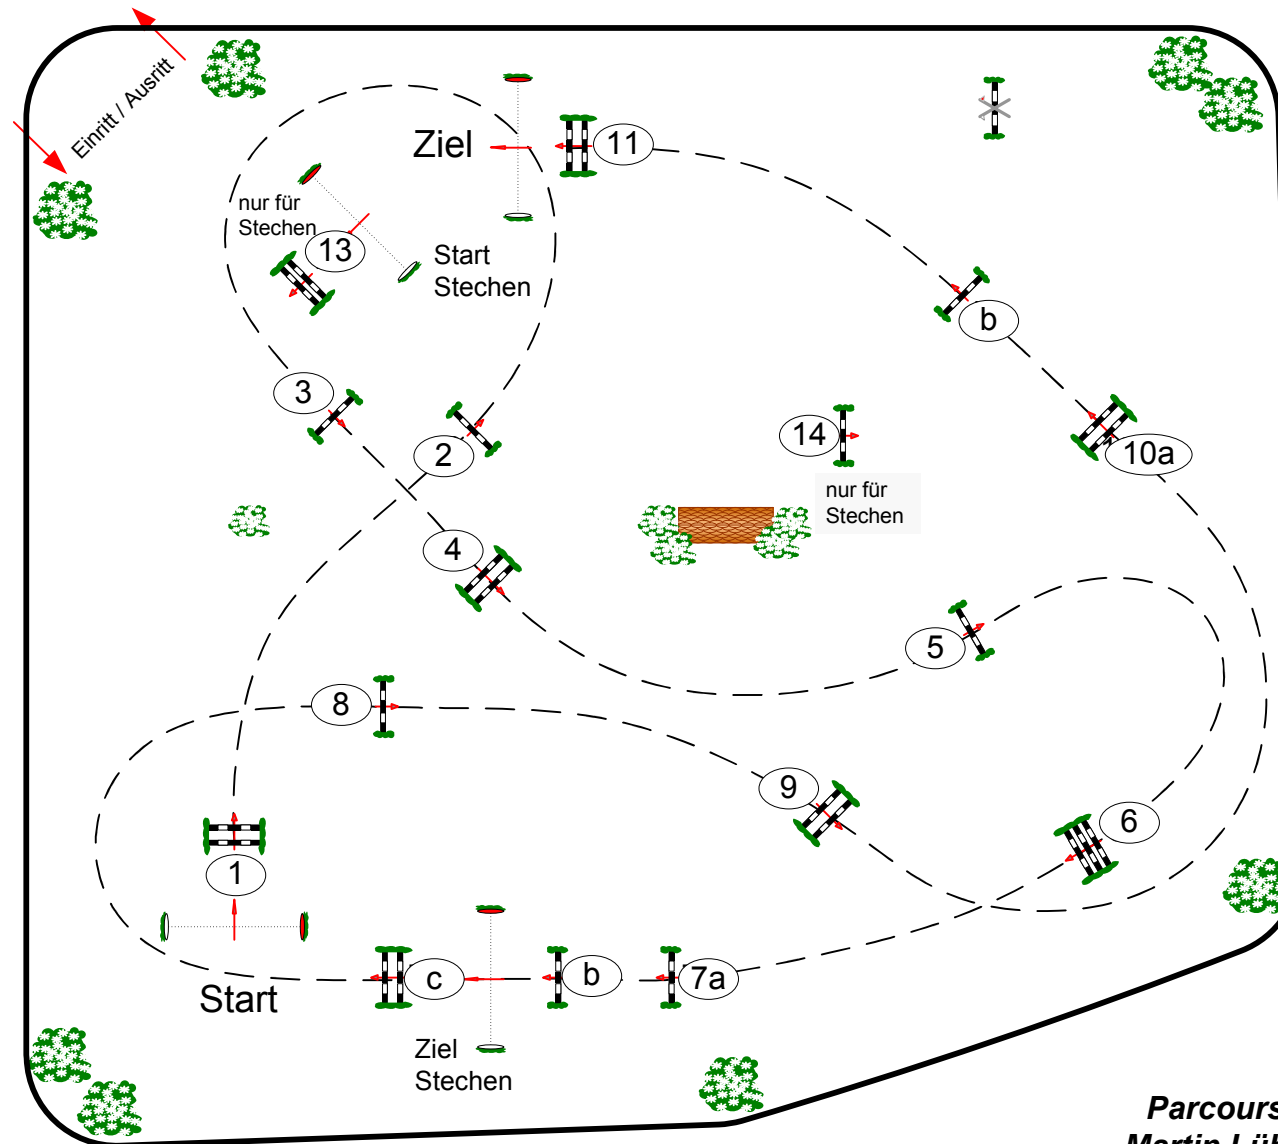 Einritt / Ausritt
Ziel
11
nur für
Stechen
13
Start
Stechen
b
3
2
14
10a
nur für
Stechen
4
5
8
9
6
1
Start
c
b
7a
Ziel
Stechen
Parcours
Martin